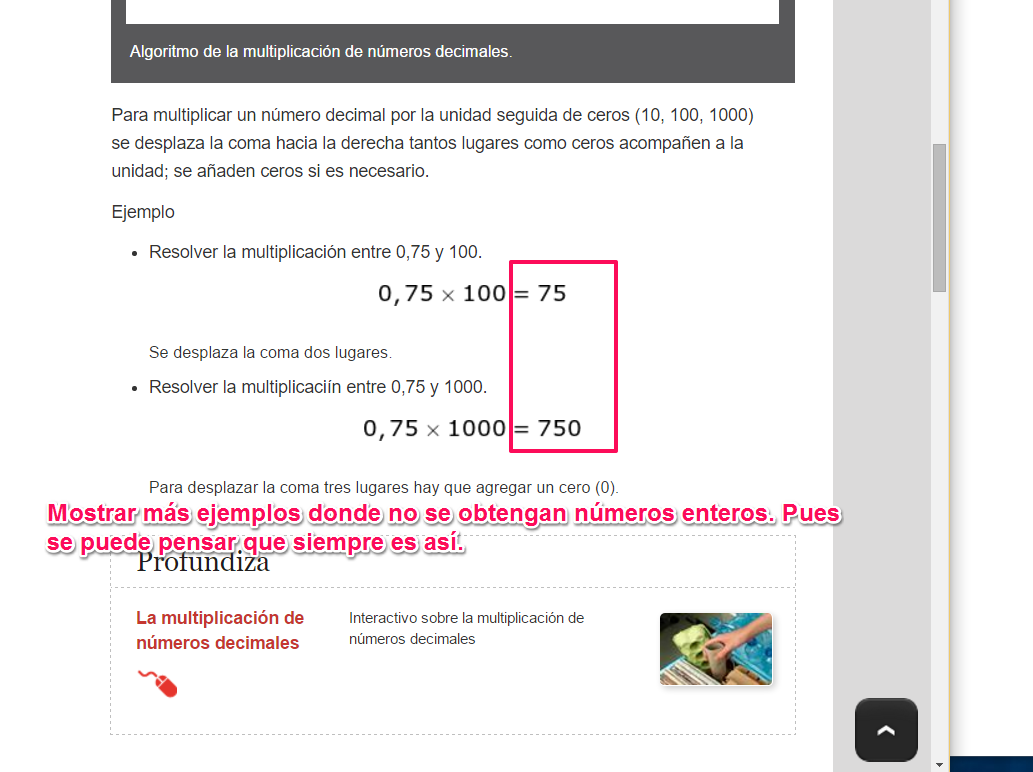 Algoritmo de la multiplicación de números decimales.
Para multiplicar un número decimal por la unidad seguida de ceros (10, 100, 1000)
se desplaza la coma hacia la derecha tantos lugares como ceros acompañen a la
unidad; se añaden ceros si es necesario.
Ejemplo
• Resolver la multiplicación entre 0,75 y 100.
0,75 × 100 = 75
Se desplaza la coma dos lugares.
• Resolver la multiplicaciín entre 0,75 y 1000.
0,75 × 1000 = 750
Para desplazar la coma tres lugares hay que agregar un cero (0).
Mostrar más ejemplos donde no se obtengan números enteros. Pues
se puede pensar que siempre es así.
Profundiza
La multiplicación de
números decimales
Interactivo sobre la multiplicación de
números decimales